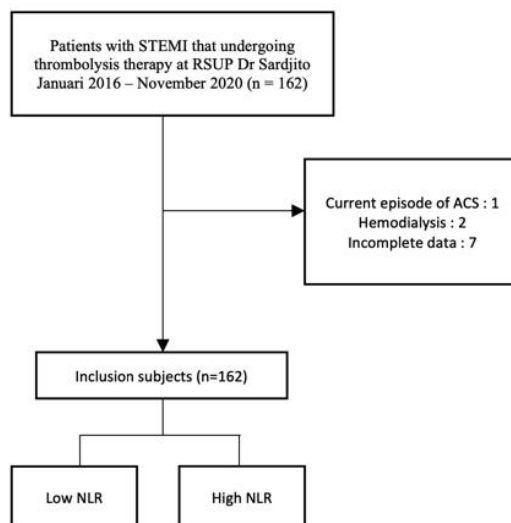 Patients with STEMI that undergoing
thrombolysis therapy at RSUP Dr Sardjito
Januari 2016 – November 2020 (n = 162)
Current episode of ACS : 1
Hemodialysis : 2
Incomplete data : 7
Inclusion subjects (n=162)
Low NLR
High NLR